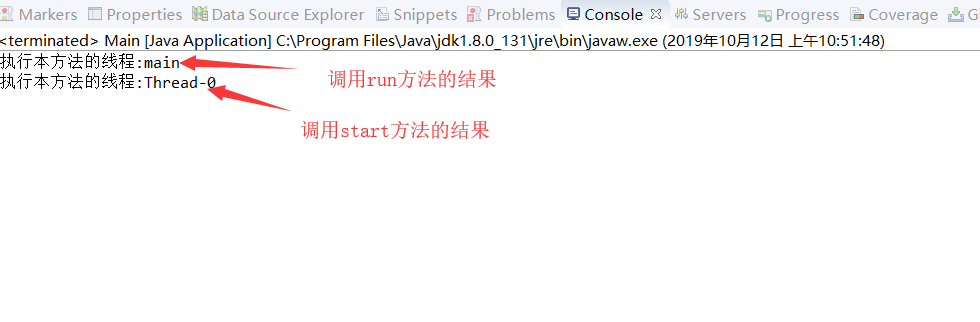 Markers Properties Data Source Explorer Snippets Problems Console Servers Progress Coverage G
<terminated> Main [Java Application] C:\Program Files\Java\jdk1.8.0_131\jre\bin\javaw.exe (2019年10月12日 上午10:51:48)
执行本方法的线程:main
调用run方法的结果
执行本方法的线程:Thread-0
调用start方法的结果